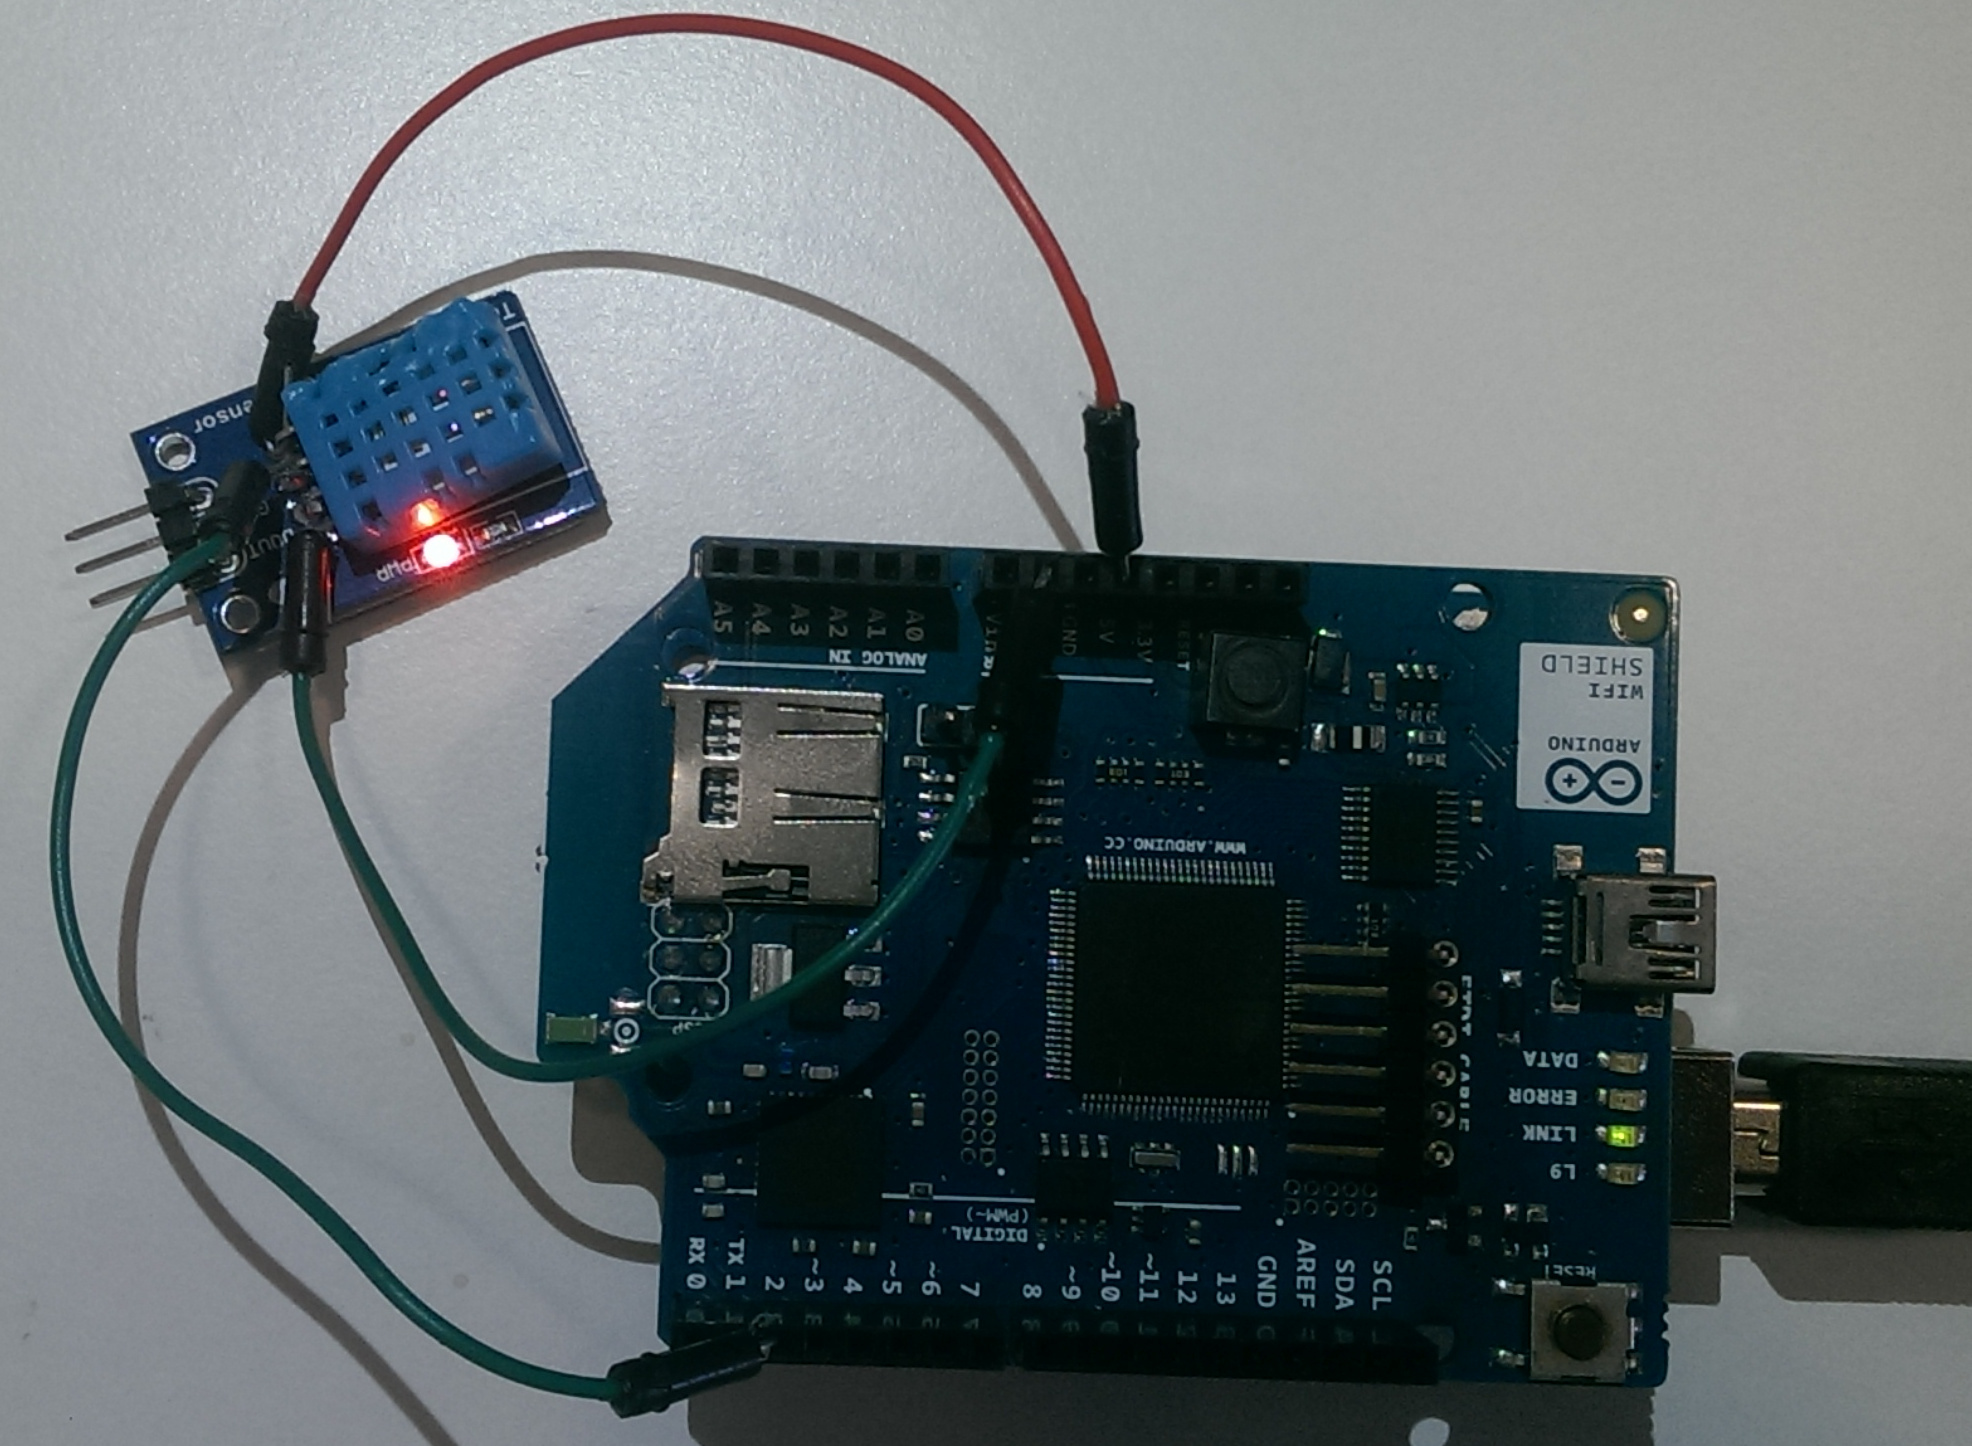 ensor
OUT
PWR
A5
A4
A3
A2
A1
A0
ANALOG IN
Vin
GND
5V
3.3V
RESET
WIFI
SHIELD
ARDUINO
WWW.ARDUINO.CC
DATA
ERROR
LINK
L9
DIGITAL
(PWM~)
RX 0
TX 1
2
~3
4
~5
~6
7
8
~9
~10
~11
12
13
GND
AREF
SDA
SCL
RESET